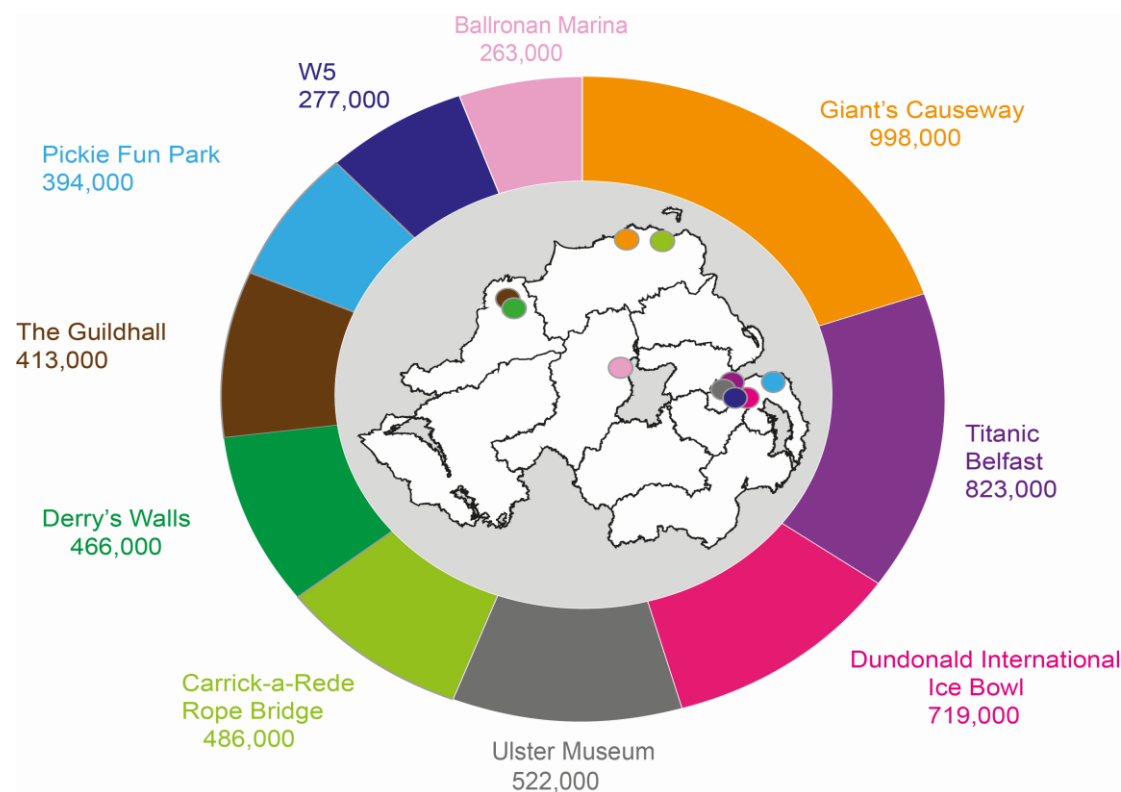 Ballronan Marina
263,000
Giant's Causeway
998,000
Titanic
Belfast
823,000
Dundonald International
Ice Bowl
719,000
Ulster Museum
522,000
Carrick-a-Rede
Rope Bridge
486,000
Derry's Walls
466,000
The Guildhall
413,000
Pickie Fun Park
394,000
W5
277,000